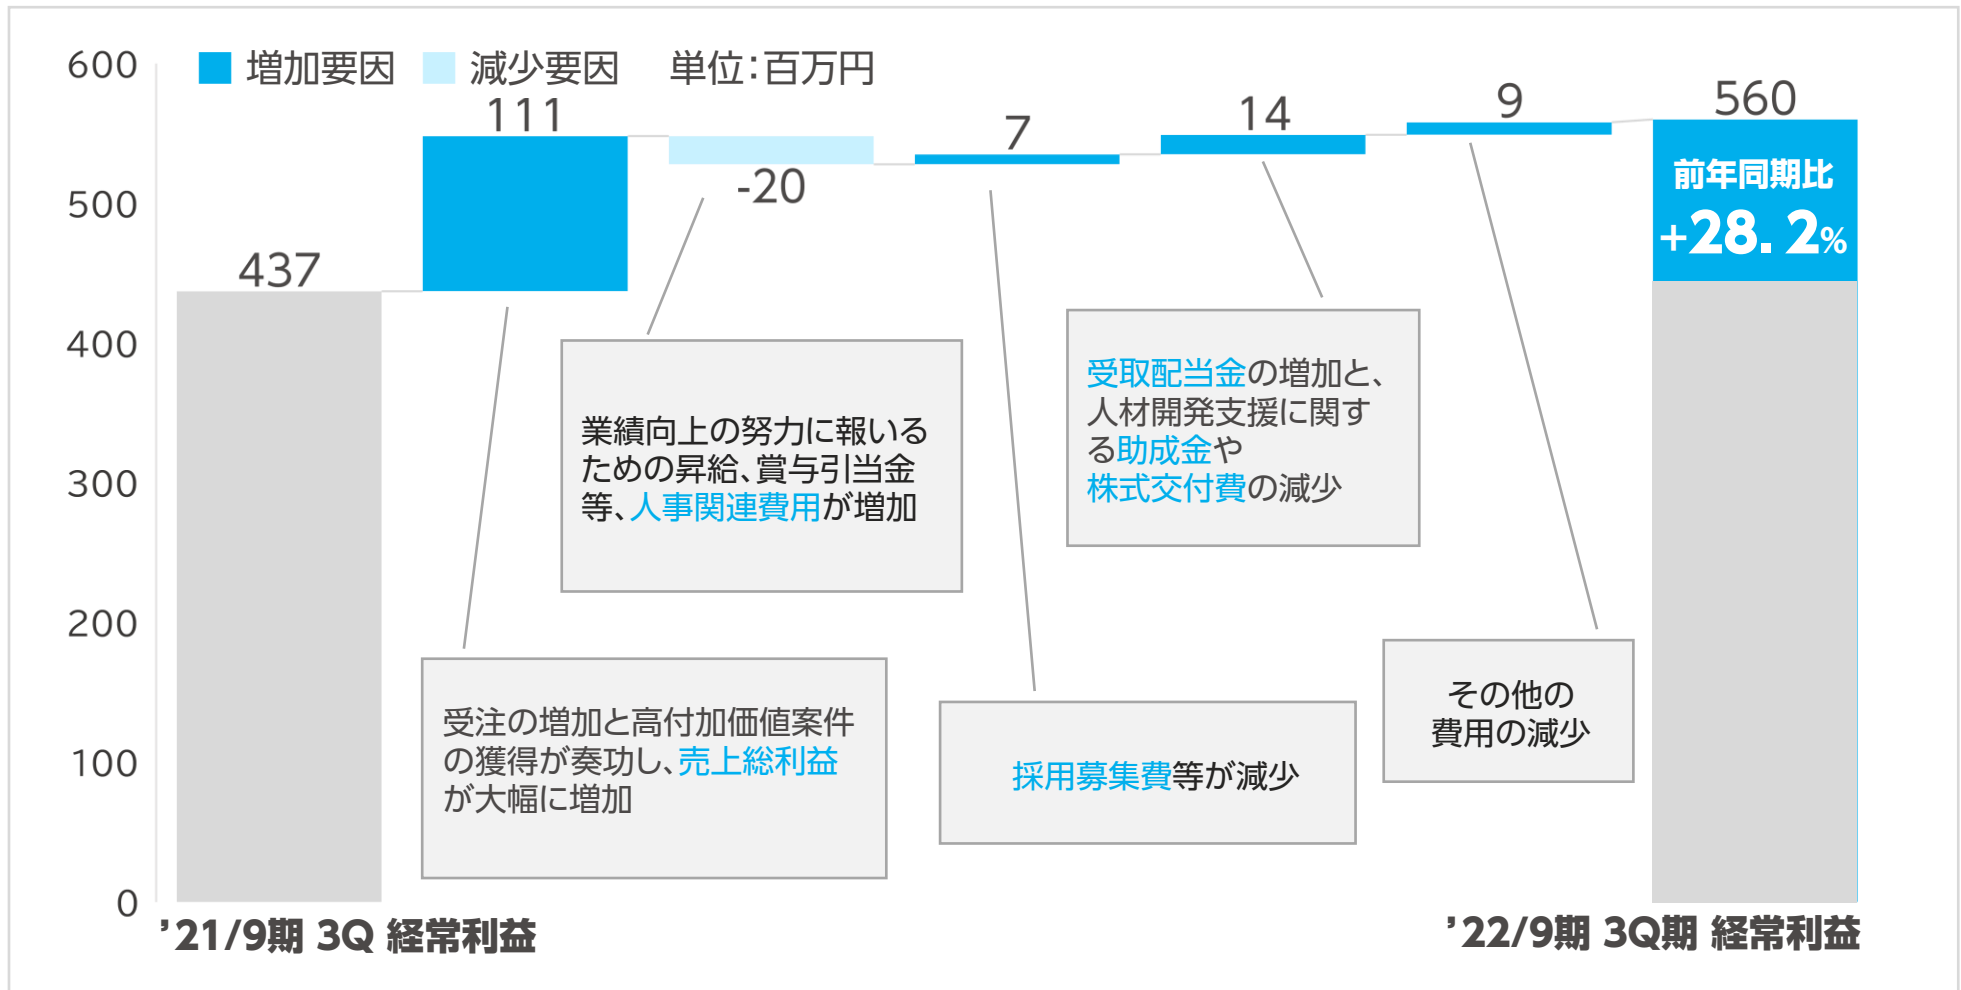 600
500
400
300
200
100
0
増加要因 減少要因 単位：百万円
437
111
-20
7
14
9
560
前年同期比
+28. 2%
受注の増加と高付加価値案件
の獲得が奏功し、売上総利益
が大幅に増加
業績向上の努力に報いる
ための昇給、賞与引当金
等、人事関連費用が増加
採用募集費等が減少
受取配当金の増加と、
人材開発支援に関す
る助成金や
株式交付費の減少
その他の
費用の減少
’21/9期 3Q 経常利益
’22/9期 3Q期 経常利益